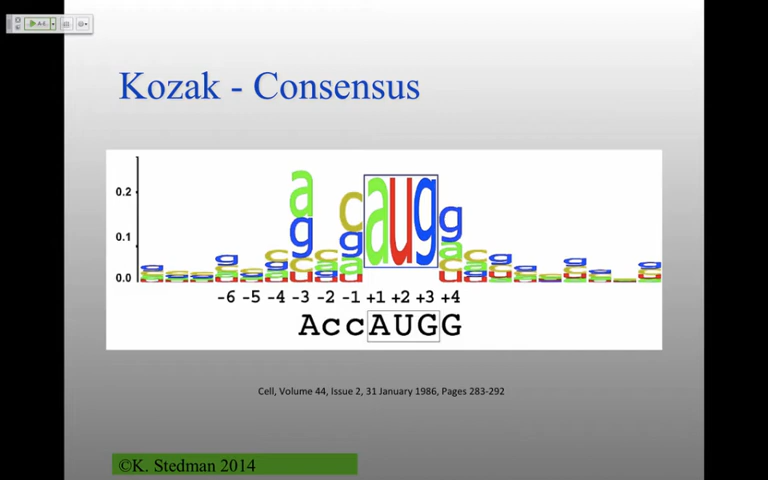 Kozak - Consensus
0.2
a
c a u g g
g
g a
0.1
0.0
-6 -5 -4 -3 -2 -1 +1 +2 +3 +4
AccAUGG
Cell, Volume 44, Issue 2, 31 January 1986, Pages 283-292
©K. Stedman 2014